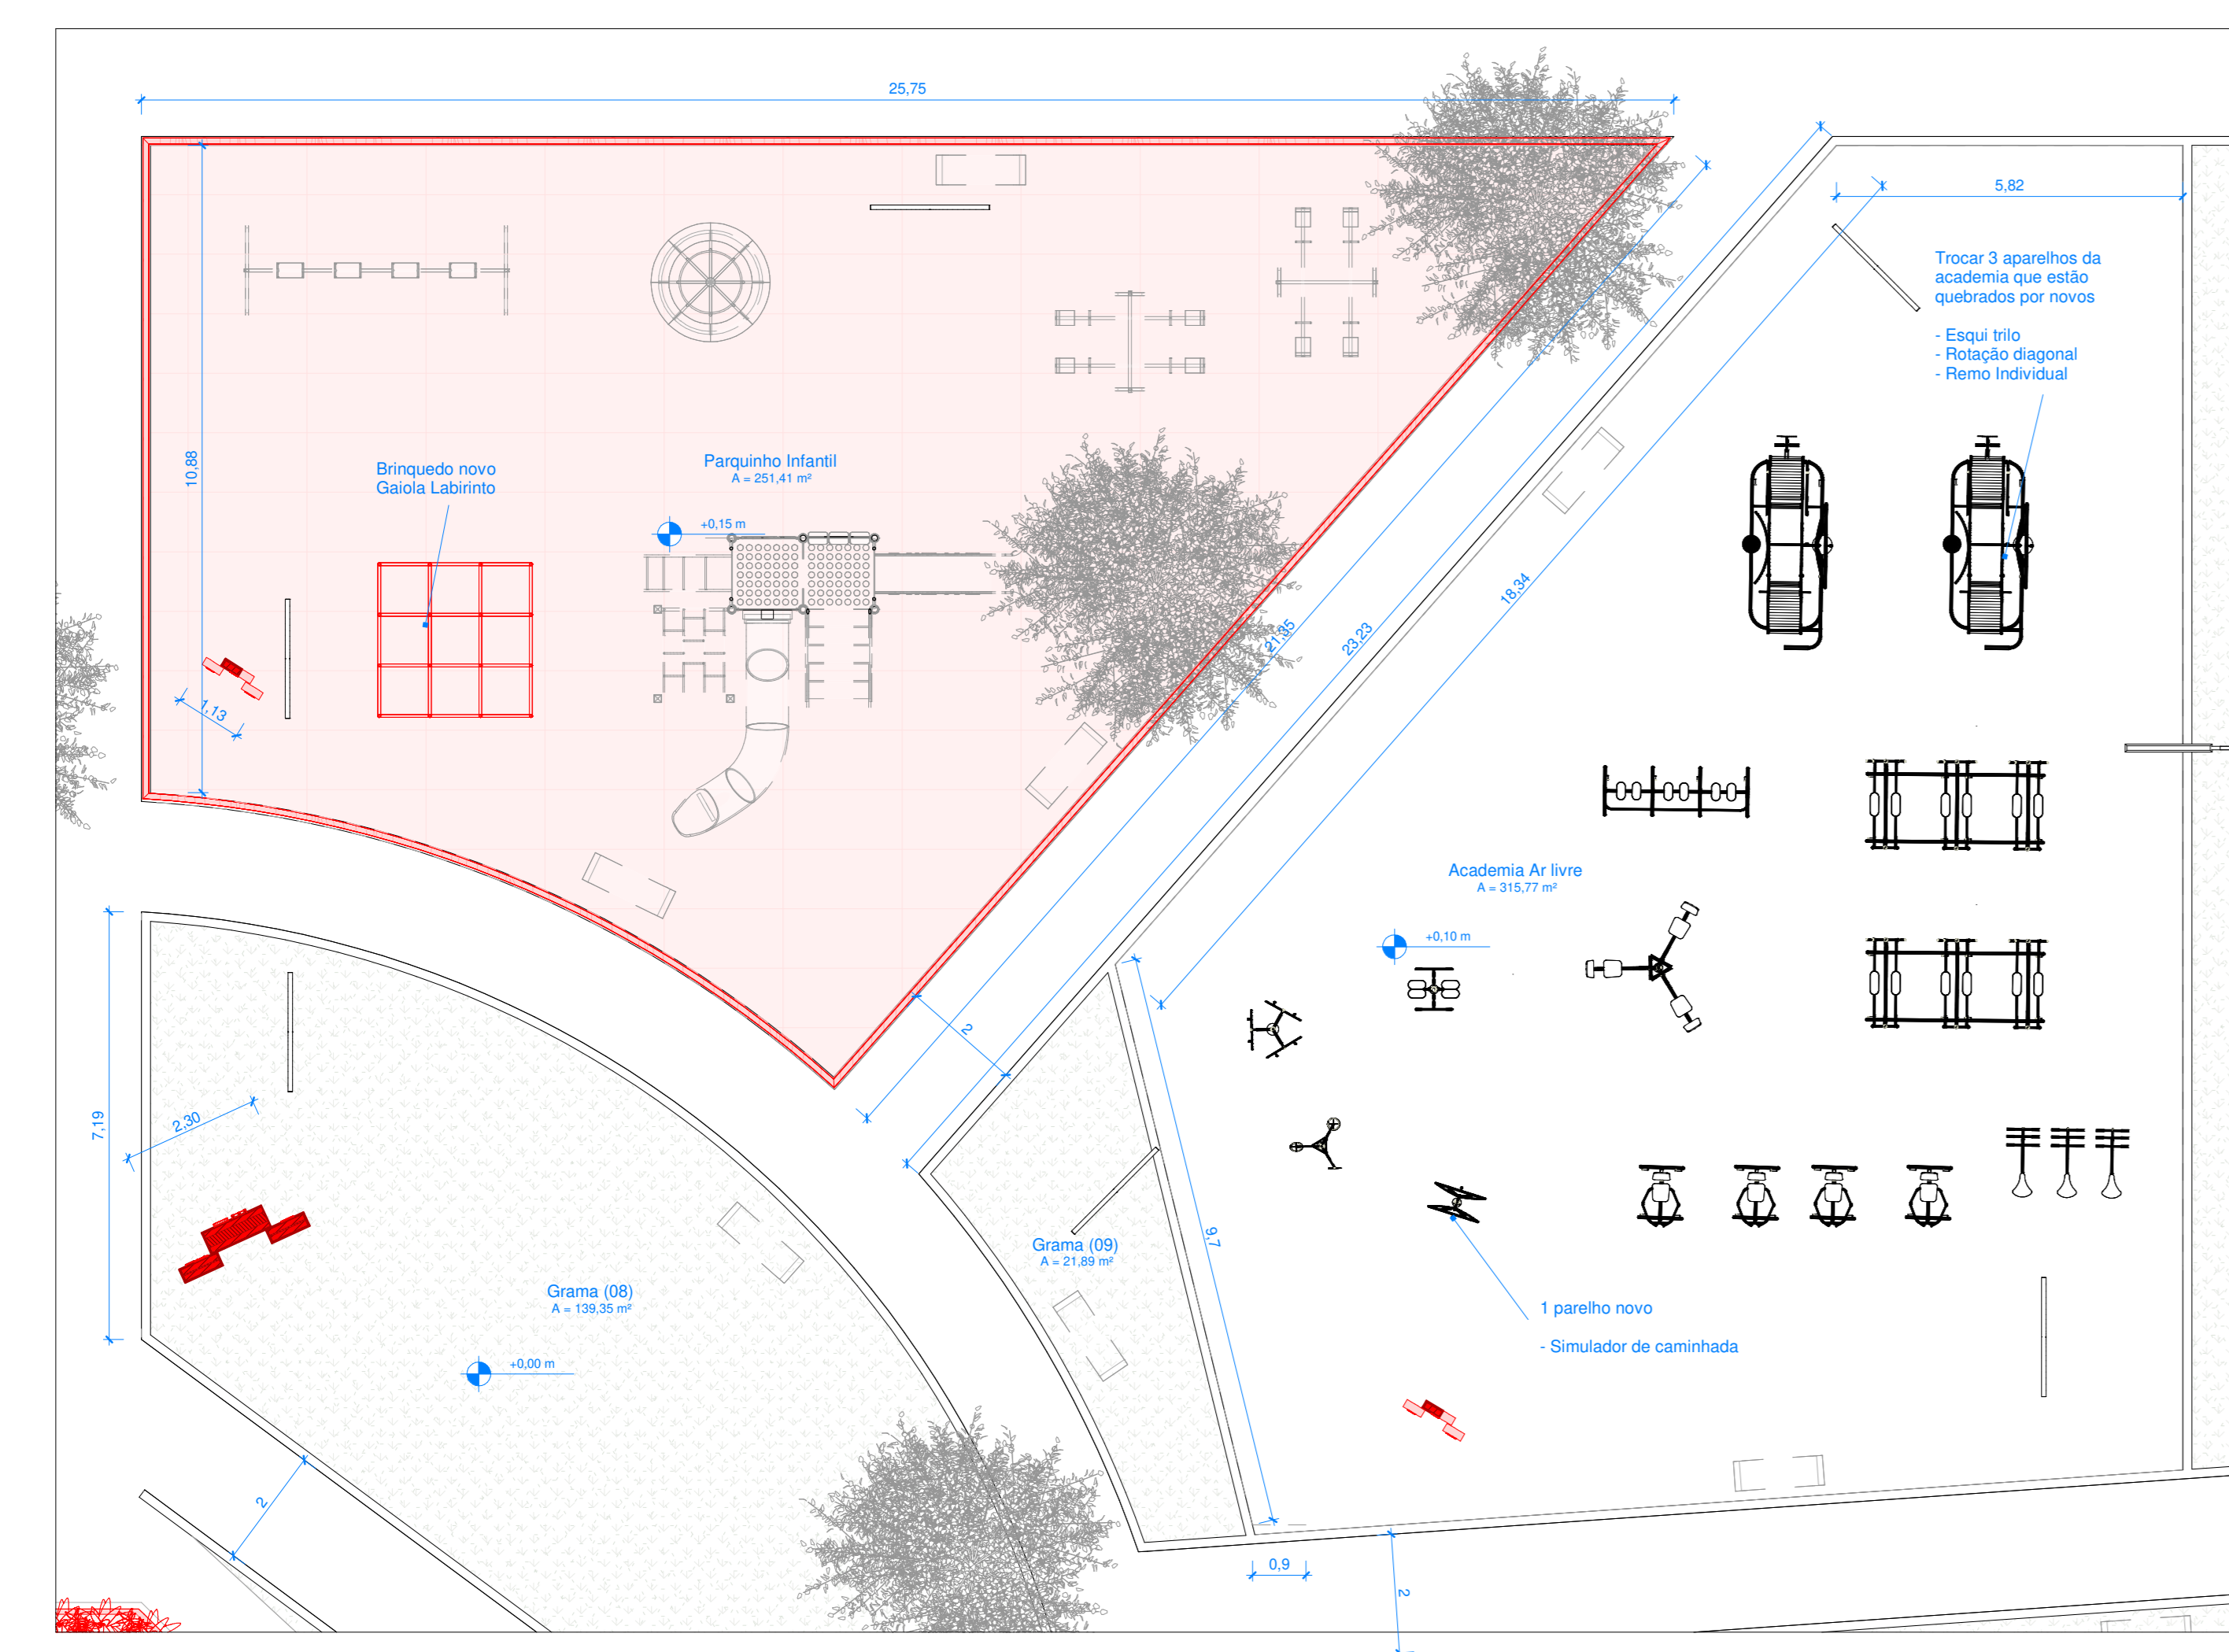 25,75
5,82
Trocar 3 aparelhos da
academia que estão
quebrados por novos
- Esqui trilo
- Rotação diagonal
- Remo Individual
10,88
Brinquedo novo
Gaiola Labirinto
Parquinho Infantil
A = 251,41 m²
+0,15 m
18,34
21,35
23,23
1,13
Academia Ar livre
A = 315,77 m²
+0,10 m
2
7,19
2,30
Grama (09)
A = 21,89 m²
9,7
Grama (08)
A = 139,35 m²
1 parelho novo
- Simulador de caminhada
+0,00 m
2
0,9
2